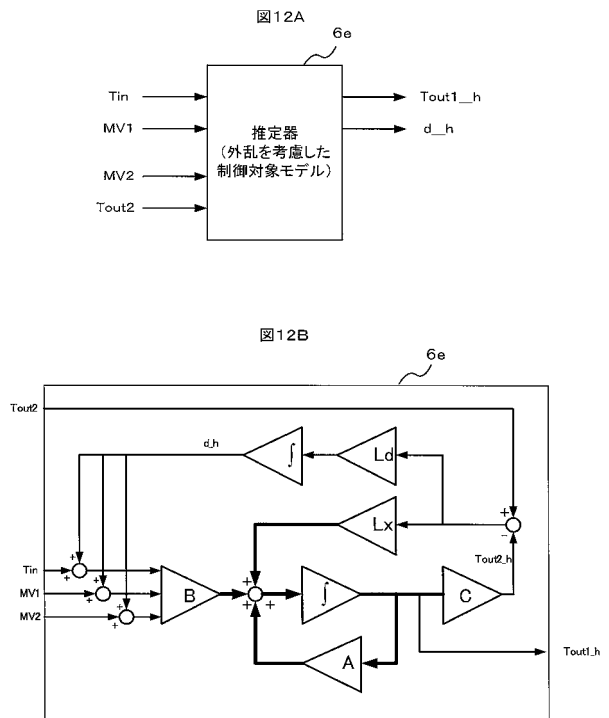 図12A
6e
Tin
MV1
MV2
Tout2
推定器
(外乱を考慮した
制御対象モデル)
Tout1__h
d__h
図12B
6e
Tout2
d_h
∫
Ld
Lx
+
-
Tout2_h
Tin
MV1
MV2
+
+
+
+
+
+
B
+
+
+
∫
C
A
Tout1_h